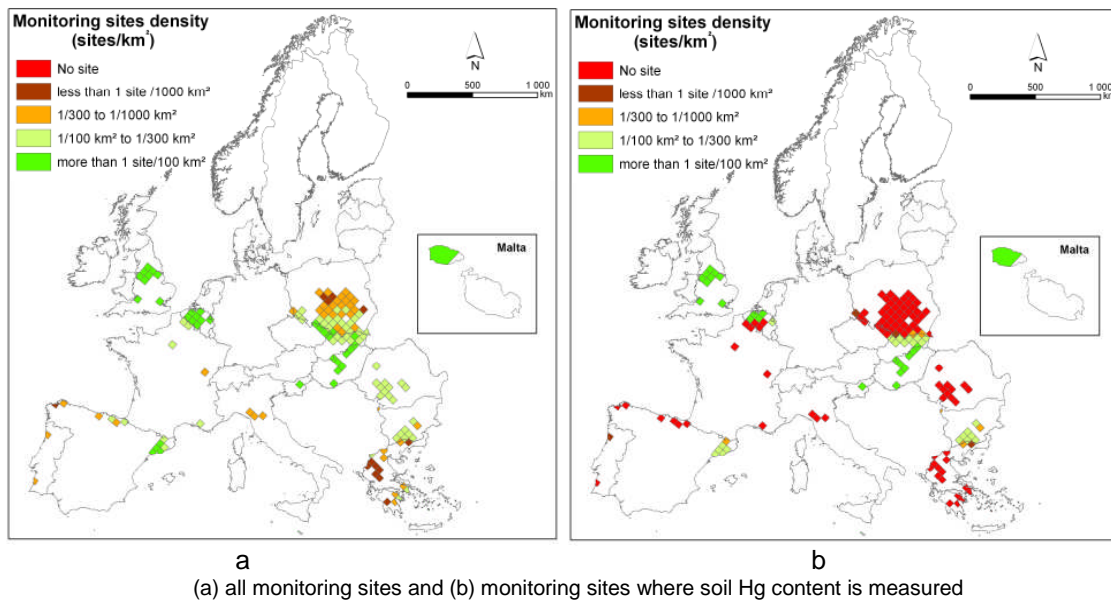 Monitoring sites density
(sites/km²)
No site
less than 1 site /1000 km²
1/300 to 1/1000 km²
1/100 km² to 1/300 km²
more than 1 site/100 km²
N
0 500 1 000
km
Malta
a
Monitoring sites density
(sites/km²)
No site
less than 1 site /1000 km²
1/300 to 1/1000 km²
1/100 km² to 1/300 km²
more than 1 site/100 km²
N
0 500 1 000
km
Malta
b
(a) all monitoring sites and (b) monitoring sites where soil Hg content is measured